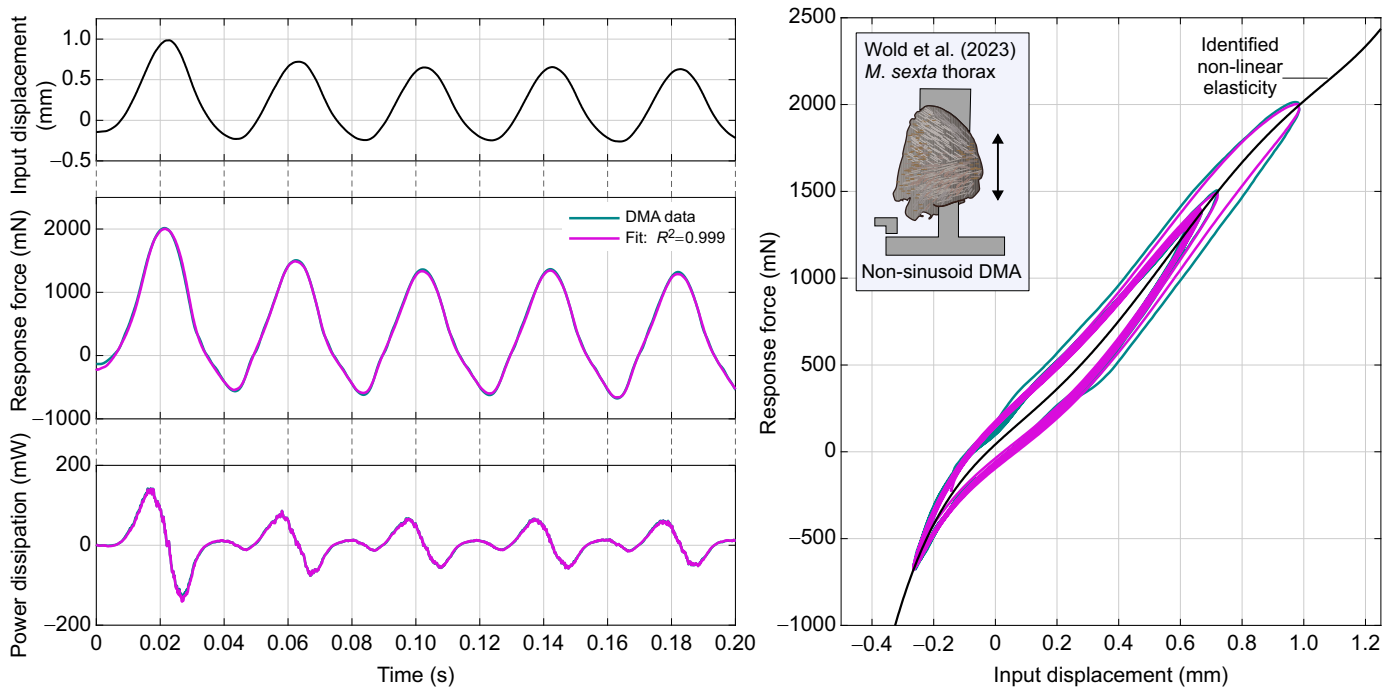 Input displacement
(mm)
1.0
0.5
0
–0.5
Response force (mN)
2000
1000
0
–1000
DMA data
Fit: R²=0.999
Power dissipation (mW)
200
0
–200
0
0.02
0.04
0.06
0.08
0.10
0.12
0.14
0.16
0.18
0.20
Time (s)
Response force (mN)
2500
2000
1500
1000
500
0
–500
–1000
Wold et al. (2023)
M. sexta thorax
Non-sinusoid DMA
Identified
non-linear
elasticity
–0.4
–0.2
0
0.2
0.4
0.6
0.8
1.0
1.2
Input displacement (mm)